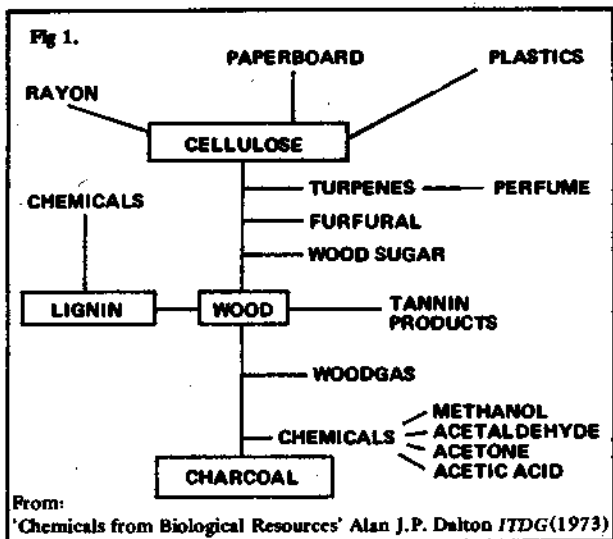 Fig 1.
PAPERBOARD
PLASTICS
RAYON
CELLULOSE
CHEMICALS
TURPENES
PERFUME
FURFURAL
WOOD SUGAR
LIGNIN
WOOD
TANNIN
PRODUCTS
WOODGAS
METHANOL
CHEMICALS
ACETALDEHYDE
ACETONE
ACETIC ACID
CHARCOAL
From:
'Chemicals from Biological Resources' Alan J.P. Dalton ITDG(1973)